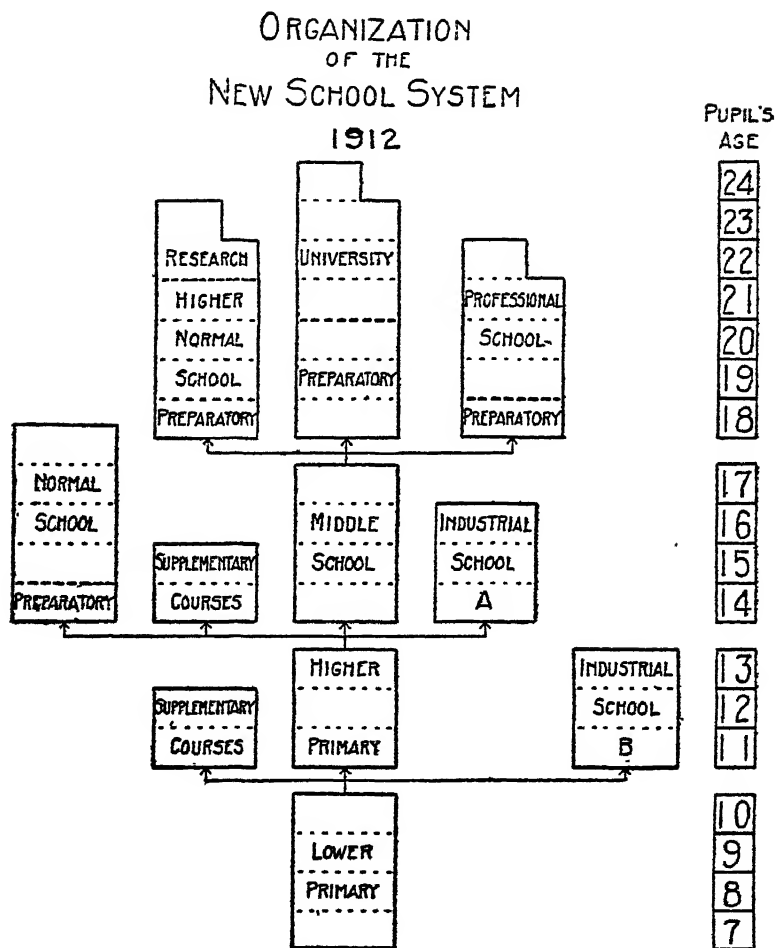 ORGANIZATION
OF THE
NEW SCHOOL SYSTEM
1912
PUPIL'S
AGE
24
23
RESEARCH UNIVERSITY 22
HIGHER PROFESSIONAL 21
NORMAL SCHOOL 20
SCHOOL PREPARATORY 19
PREPARATORY PREPARATORY 18
NORMAL 17
SCHOOL MIDDLE INDUSTRIAL 16
SUPPLEMENTARY SCHOOL SCHOOL 15
PREPARATORY COURSES A 14
HIGHER INDUSTRIAL 13
SUPPLEMENTARY SCHOOL 12
COURSES PRIMARY B 11
10
LOWER 9
PRIMARY 8
7